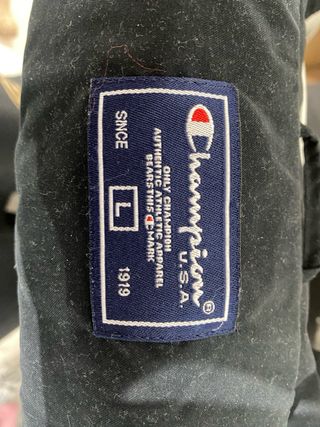 Champion®
U.S.A.
ONLY CHAMPION
AUTHENTIC ATHLETIC APPAREL
BEARS THIS C MARK
SINCE L 1919